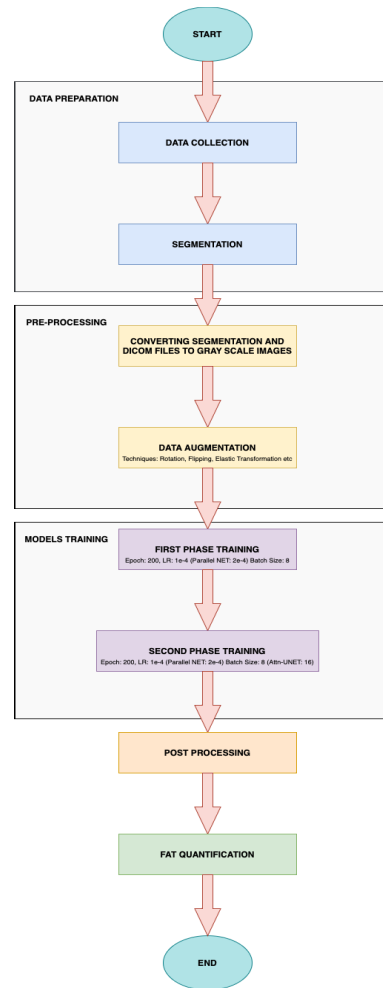 START
DATA PREPARATION
DATA COLLECTION
SEGMENTATION
PRE-PROCESSING
CONVERTING SEGMENTATION AND
DICOM FILES TO GRAY SCALE IMAGES
DATA AUGMENTATION
Techniques: Rotation, Flipping, Elastic Transformation etc
MODELS TRAINING
FIRST PHASE TRAINING
Epoch: 200, LR: 1e-4 (Parallel NET: 2e-4) Batch Size: 8
SECOND PHASE TRAINING
Epoch: 200, LR: 1e-4 (Parallel NET: 2e-4) Batch Size: 8 (Attn-UNET: 16)
POST PROCESSING
FAT QUANTIFICATION
END